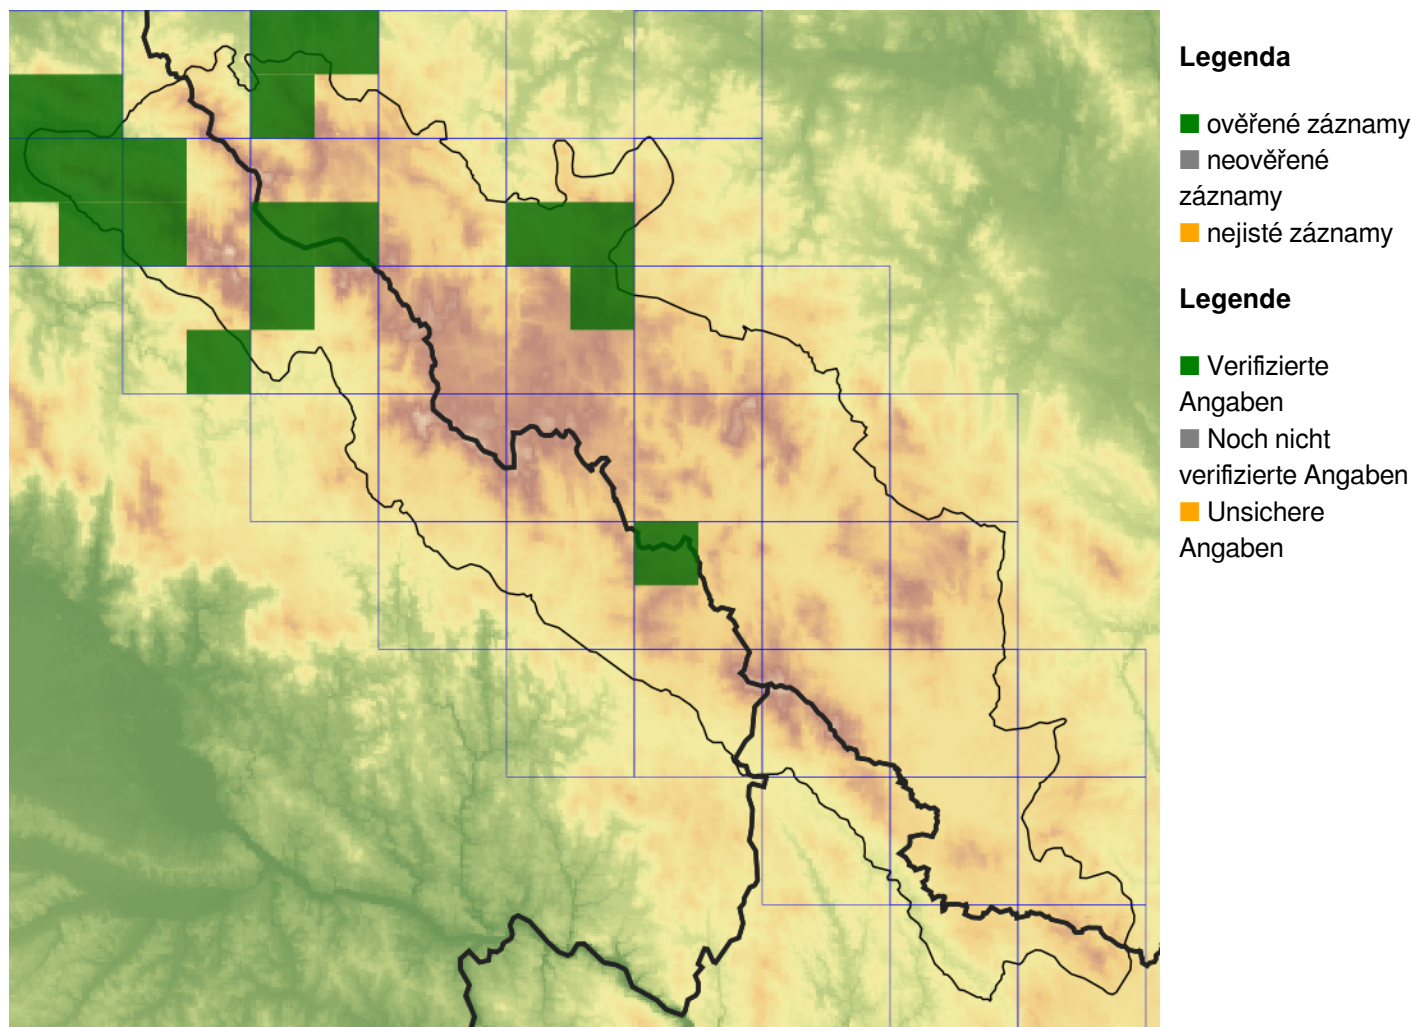 Legenda
ověřené záznamy
neověřené
záznamy
nejisté záznamy
Legende
Verifizierte
Angaben
Noch nicht
verifizierte Angaben
Unsichere
Angaben